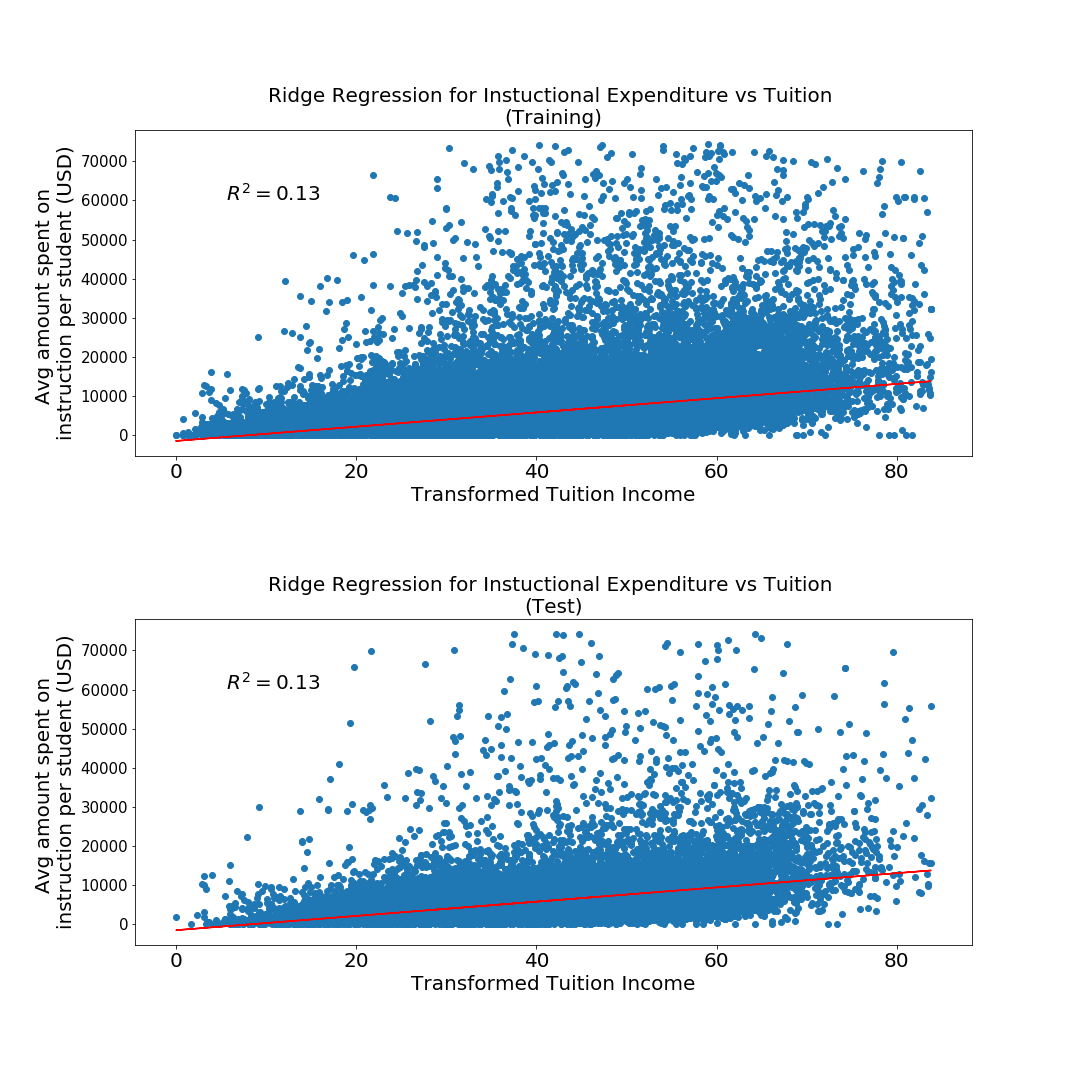 Ridge Regression for Instuctional Expenditure vs Tuition
(Training)
Avg amount spent on
instruction per student (USD)
70000
60000
50000
40000
30000
20000
10000
0
R² = 0.13
0 20 40 60 80
Transformed Tuition Income
Ridge Regression for Instuctional Expenditure vs Tuition
(Test)
Avg amount spent on
instruction per student (USD)
70000
60000
50000
40000
30000
20000
10000
0
R² = 0.13
0 20 40 60 80
Transformed Tuition Income